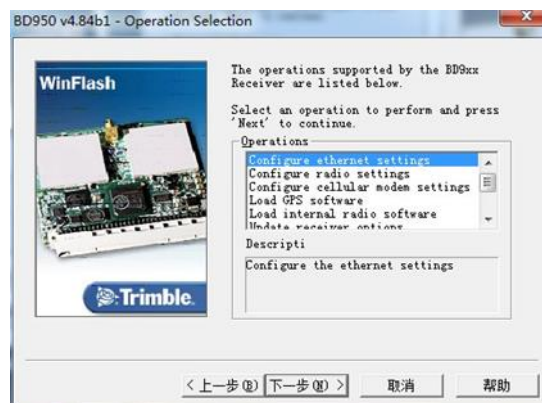 BD950 v4.84b1 - Operation Selection
WinFlash
Trimble.
The operations supported by the BD9xx
Receiver are listed below.
Select an operation to perform and press
'Next' to continue.
Operations
Configure ethernet settings
Configure radio settings
Configure cellular modem settings
Load GPS software
Load internal radio software
Update receiver options
Descripti
Configure the ethernet settings
< 上一步(B)
下一步(N) >
取消
帮助